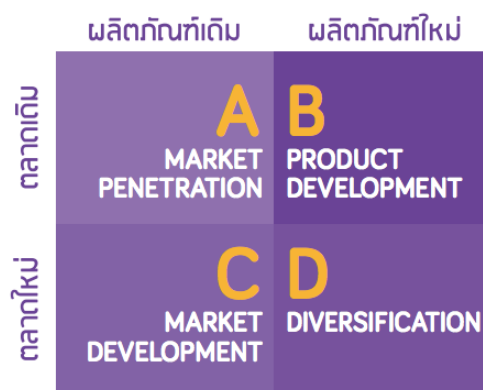 ผลิตภัณฑ์เดิม ผลิตภัณฑ์ใหม่
ตลาดเดิม
A
MARKET
PENETRATION
B
PRODUCT
DEVELOPMENT
ตลาดใหม่
C
MARKET
DEVELOPMENT
D
DIVERSIFICATION